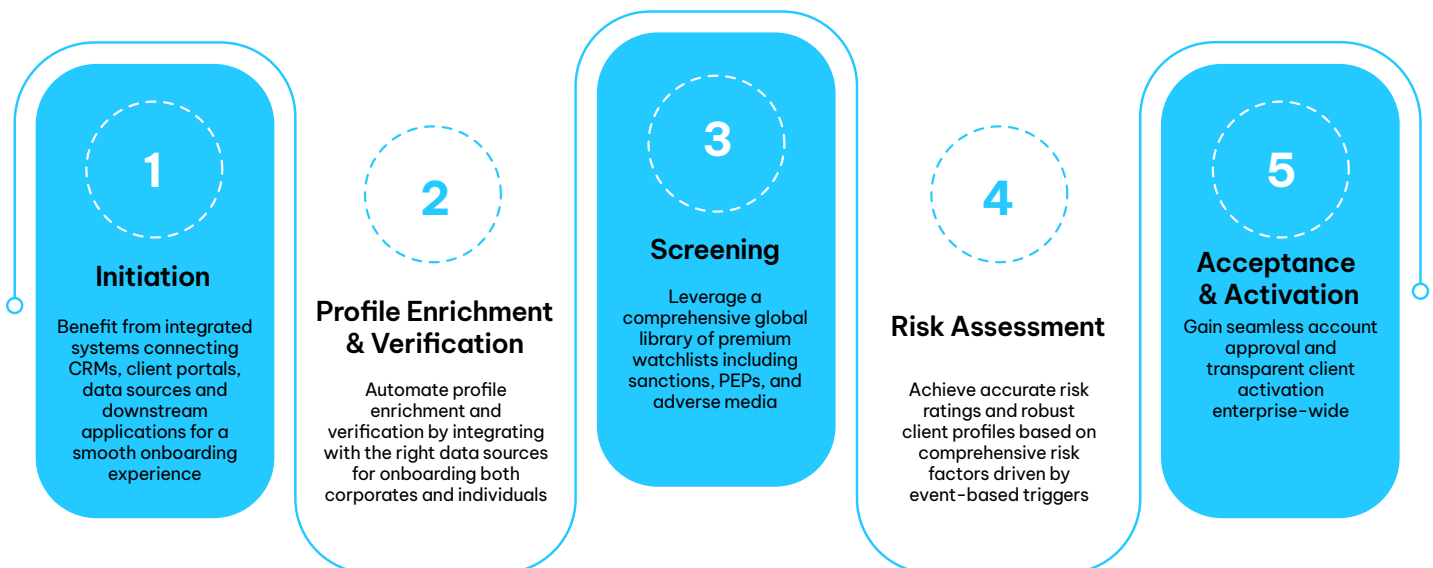 1
Initiation
Benefit from integrated
systems connecting
CRMs, client portals,
data sources and
downstream
applications for a
smooth onboarding
experience
2
Profile Enrichment
& Verification
Automate profile
enrichment and
verification by integrating
with the right data sources
for onboarding both
corporates and individuals
3
Screening
Leverage a
comprehensive global
library of premium
watchlists including
sanctions, PEPs, and
adverse media
4
Risk Assessment
Achieve accurate risk
ratings and robust
client profiles based on
comprehensive risk
factors driven by
event-based triggers
5
Acceptance
& Activation
Gain seamless account
approval and
transparent client
activation
enterprise-wide